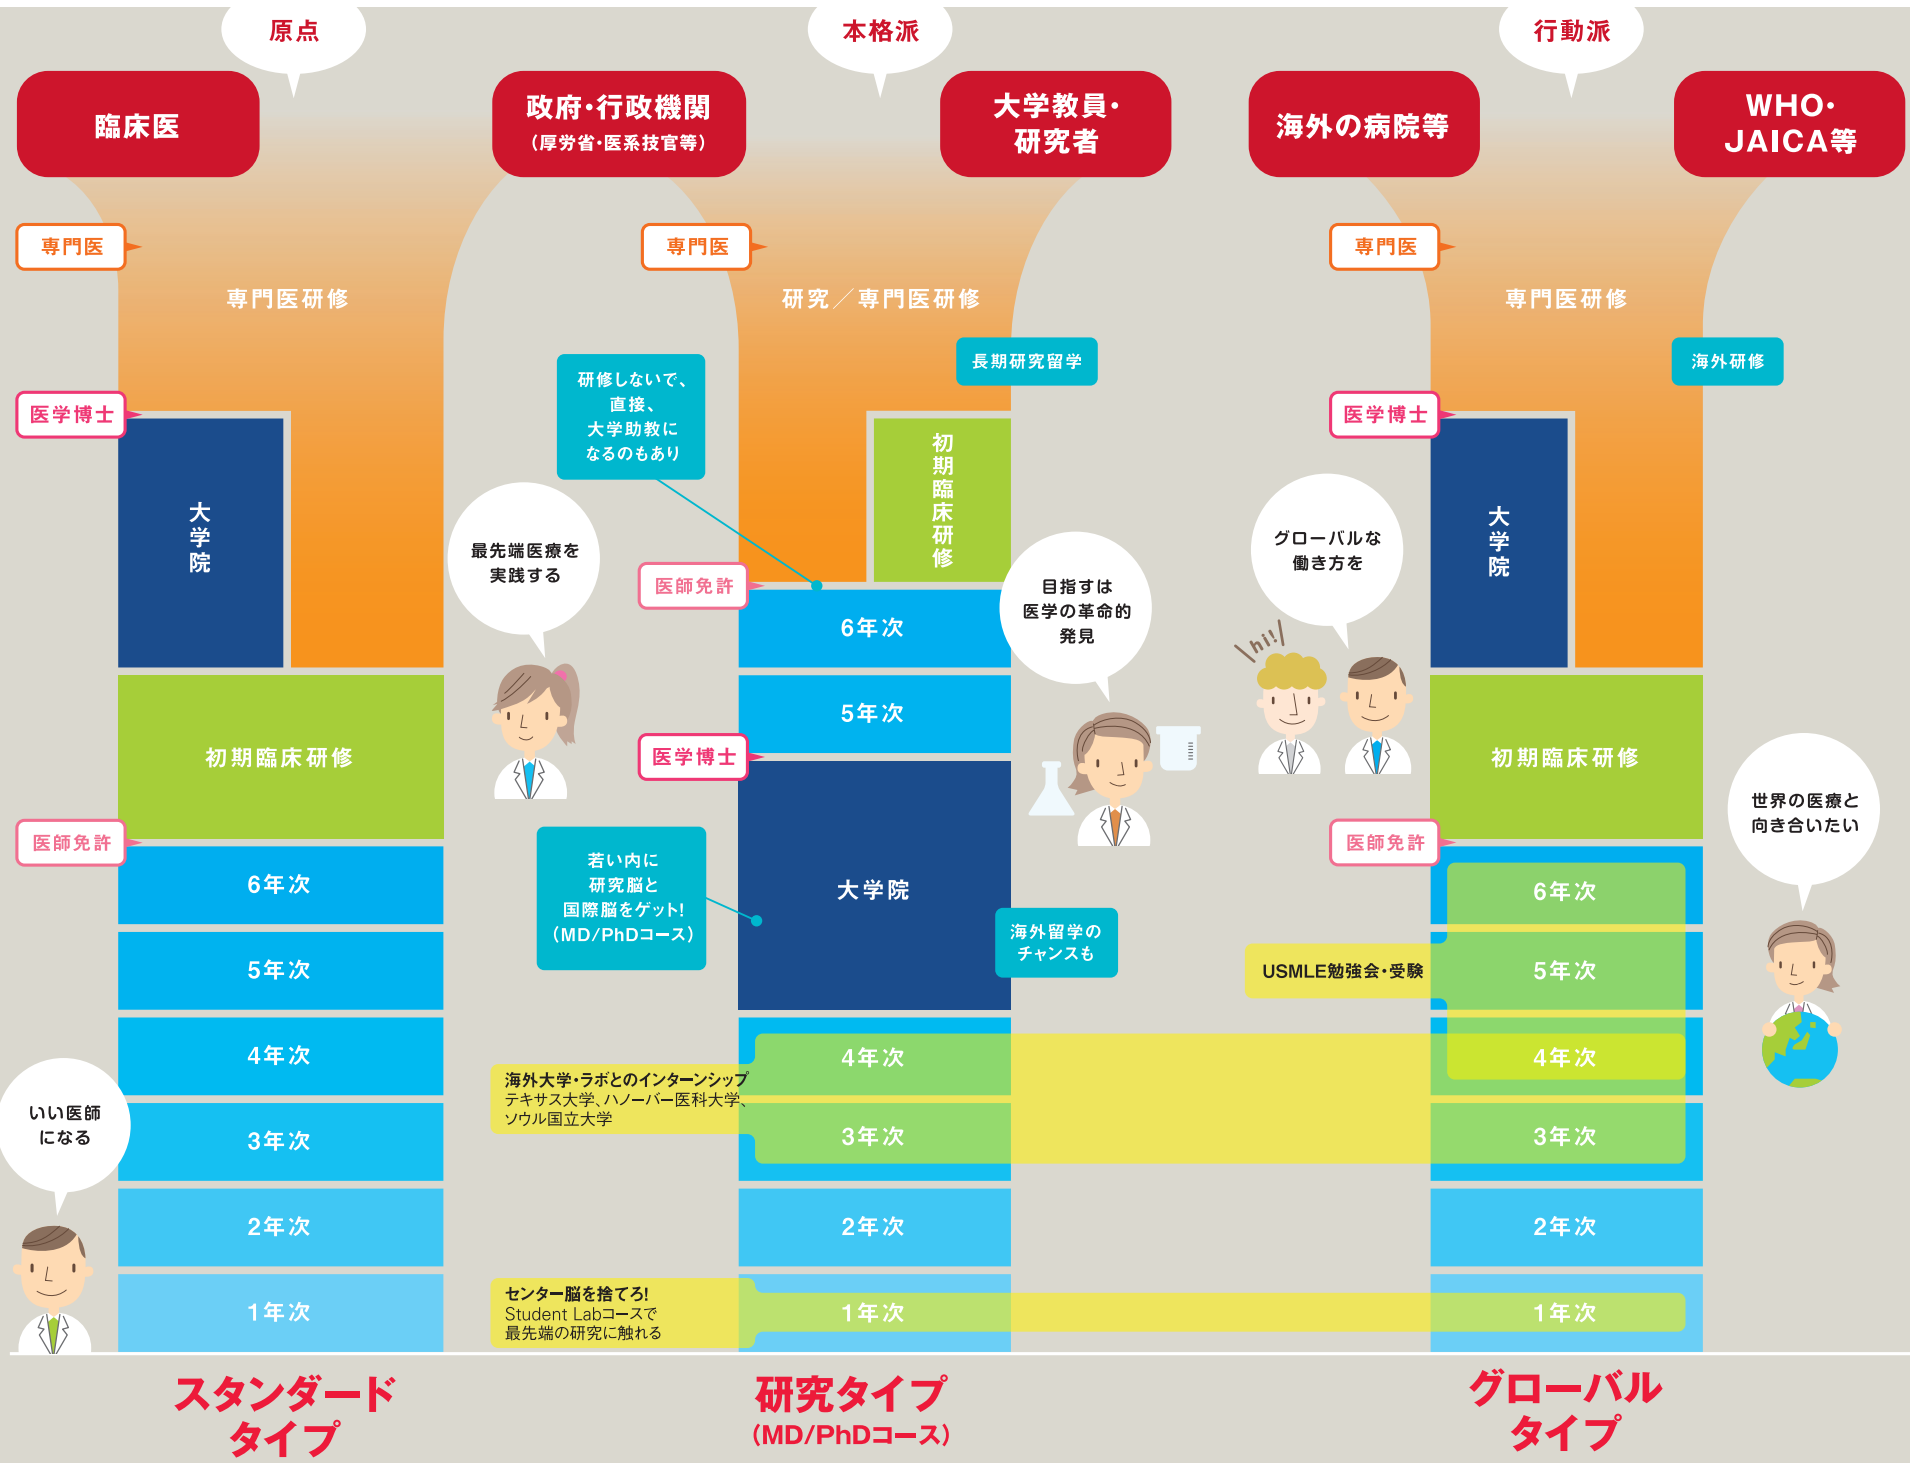 原点
本格派
行動派
臨床医
政府・行政機関
（厚労省・医系技官等）
大学教員・
研究者
海外の病院等
WHO・
JAICA等
専門医
専門医研修
医学博士
大学院
初期臨床研修
医師免許
6年次
5年次
4年次
3年次
2年次
1年次
いい医師
になる
スタンダード
タイプ
専門医
研究／専門医研修
長期研究留学
研修しないで、
直接、
大学助教に
なるのもあり
初期臨床研修
最先端医療を
実践する
医師免許
6年次
5年次
目指すは
医学の革命的
発見
医学博士
大学院
若い内に
研究脳と
国際脳をゲット！
（MD/PhDコース）
海外留学の
チャンスも
4年次
海外大学・ラボとのインターンシップ
テキサス大学、ハノーバー医科大学、
ソウル国立大学
3年次
2年次
センター脳を捨てろ！
Student Labコースで
最先端の研究に触れる
1年次
研究タイプ
（MD/PhDコース）
専門医
専門医研修
海外研修
医学博士
大学院
グローバルな
働き方を
hi!
初期臨床研修
世界の医療と
向き合いたい
医師免許
6年次
USMLE勉強会・受験
5年次
4年次
3年次
2年次
1年次
グローバル
タイプ